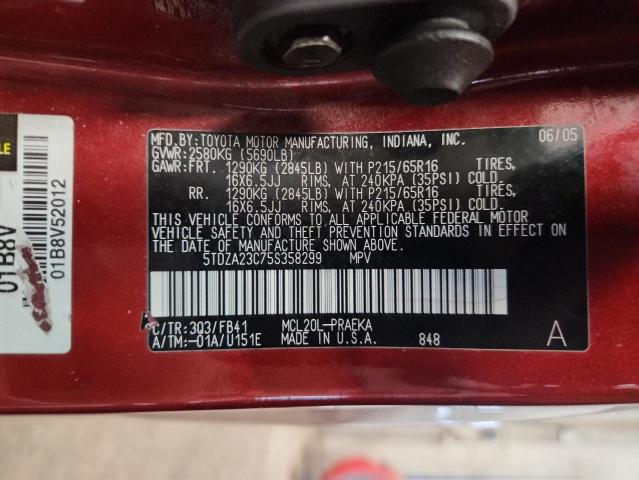 MFD.BY:TOYOTA MOTOR MANUFACTURING, INDIANA, INC. 06/05
GVWR:2580KG (5690LB)
GAWR:FRT. 1290KG (2845LB) WITH P215/65R16 TIRES,
16X6.5JJ RIMS, AT 240KPA (35PSI) COLD.
RR. 1290KG (2845LB) WITH P215/65R16 TIRES,
16X6.5JJ RIMS, AT 240KPA (35PSI) COLD.
THIS VEHICLE CONFORMS TO ALL APPLICABLE FEDERAL MOTOR
VEHICLE SAFETY AND THEFT PREVENTION STANDARDS IN EFFECT
ON THE DATE OF MANUFACTURE SHOWN ABOVE.
5TDZA23C75S358299 MPV
C/TR:3Q3/FB41 MCL20L-PRAEKA
A/TM:-01A/U151E MADE IN U.S.A. 848 A
01B8V
01B8V52012